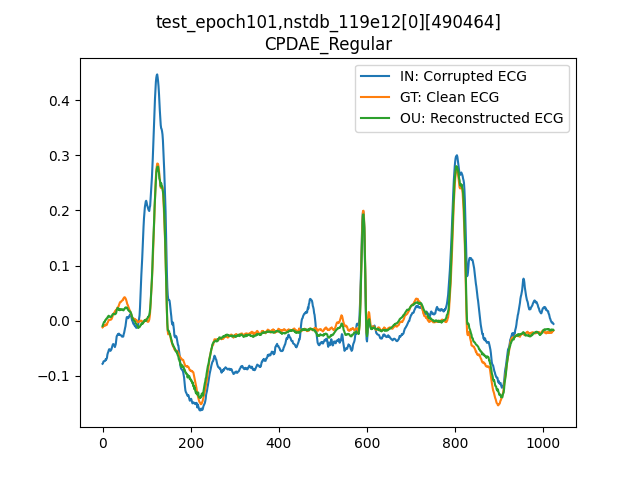 test_epoch101,nstdb_119e12[0][490464]
CPDAE_Regular
IN: Corrupted ECG
GT: Clean ECG
OU: Reconstructed ECG
0.4
0.3
0.2
0.1
0.0
−0.1
0 200 400 600 800 1000